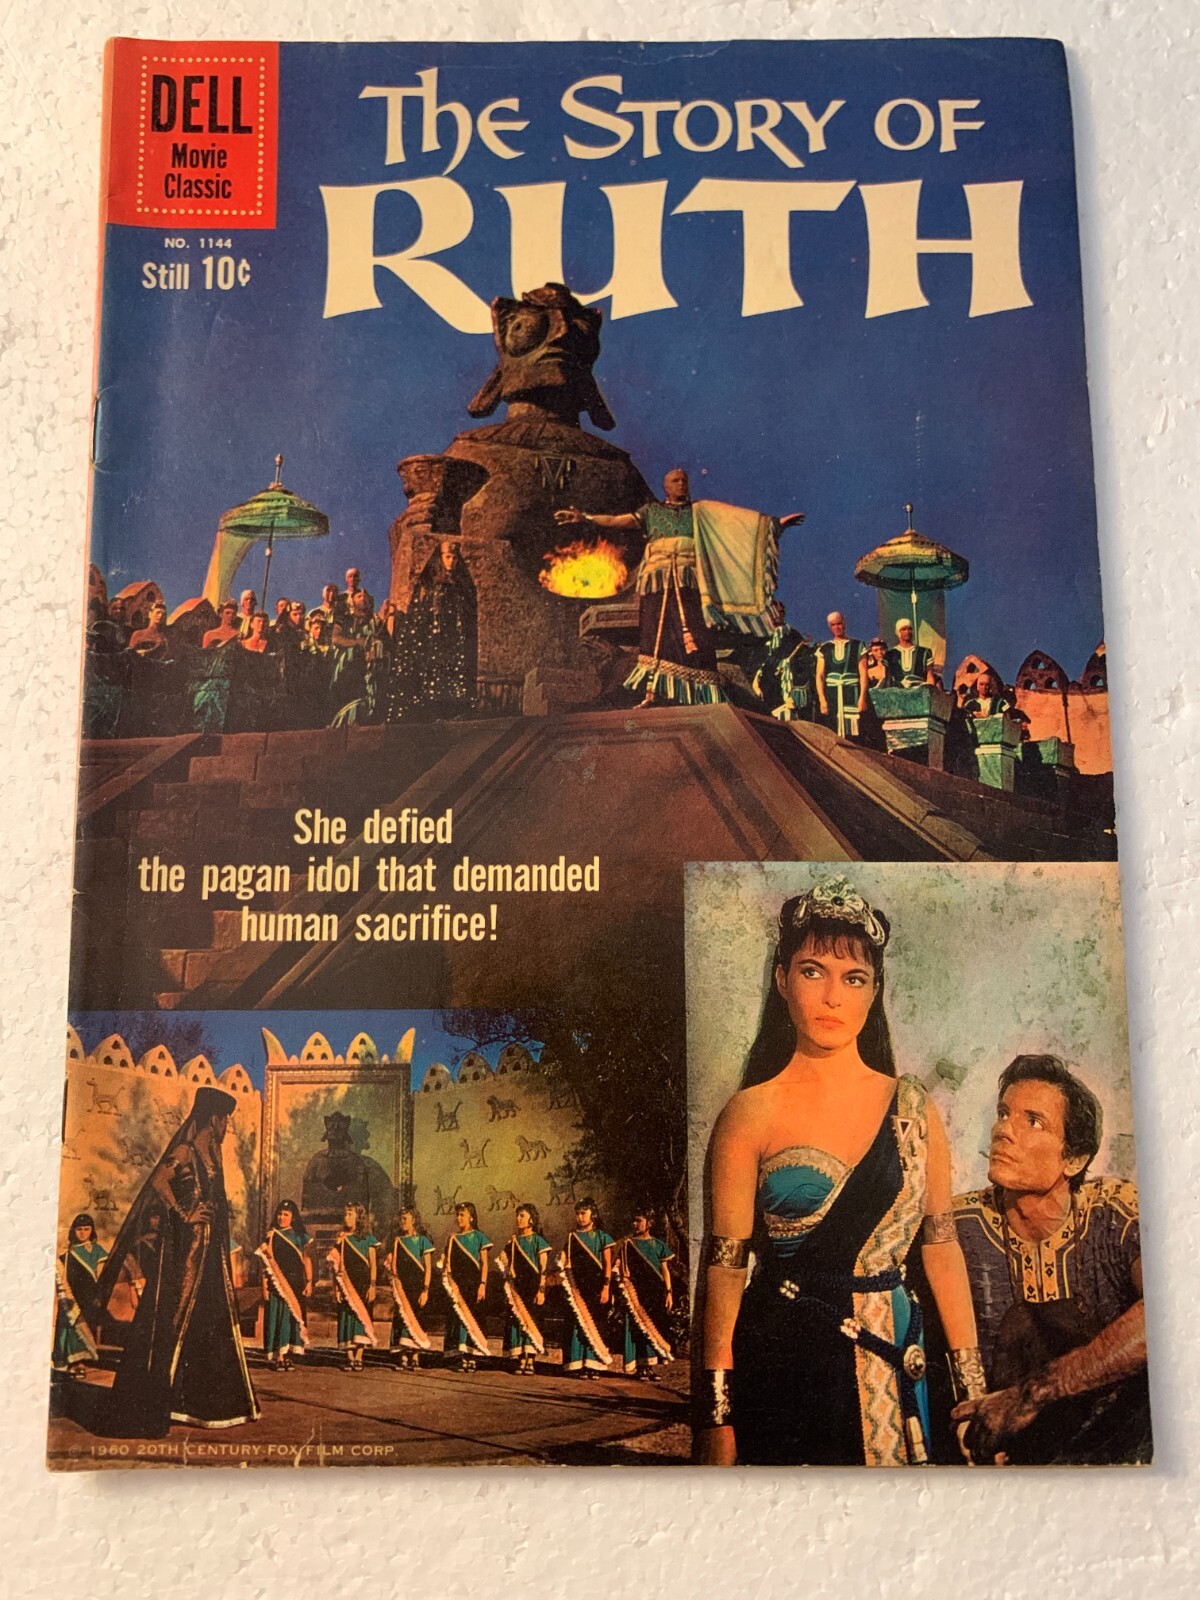 DELL
Movie
Classic
NO. 1144
Still 10¢
The Story of
RUTH
She defied
the pagan idol that demanded
human sacrifice!
© 1960 20TH CENTURY-FOX FILM CORP.